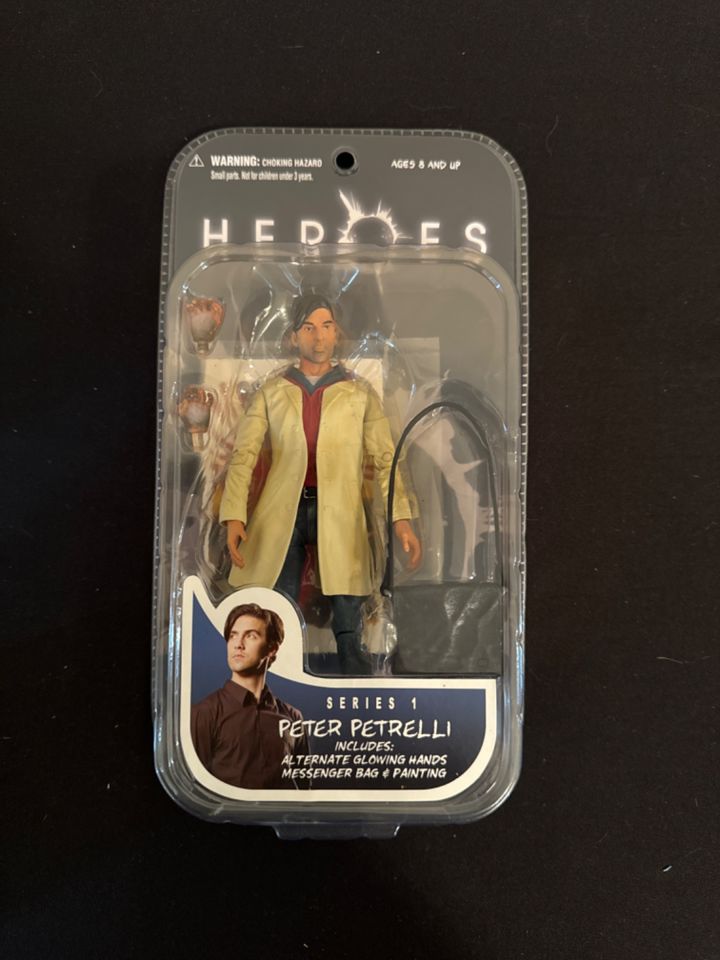 WARNING: CHOKING HAZARD
Small parts. Not for children under 3 years.
AGES 8 AND UP
HEROES
SERIES 1
PETER PETRELLI
INCLUDES:
ALTERNATE GLOWING HANDS
MESSENGER BAG & PAINTING